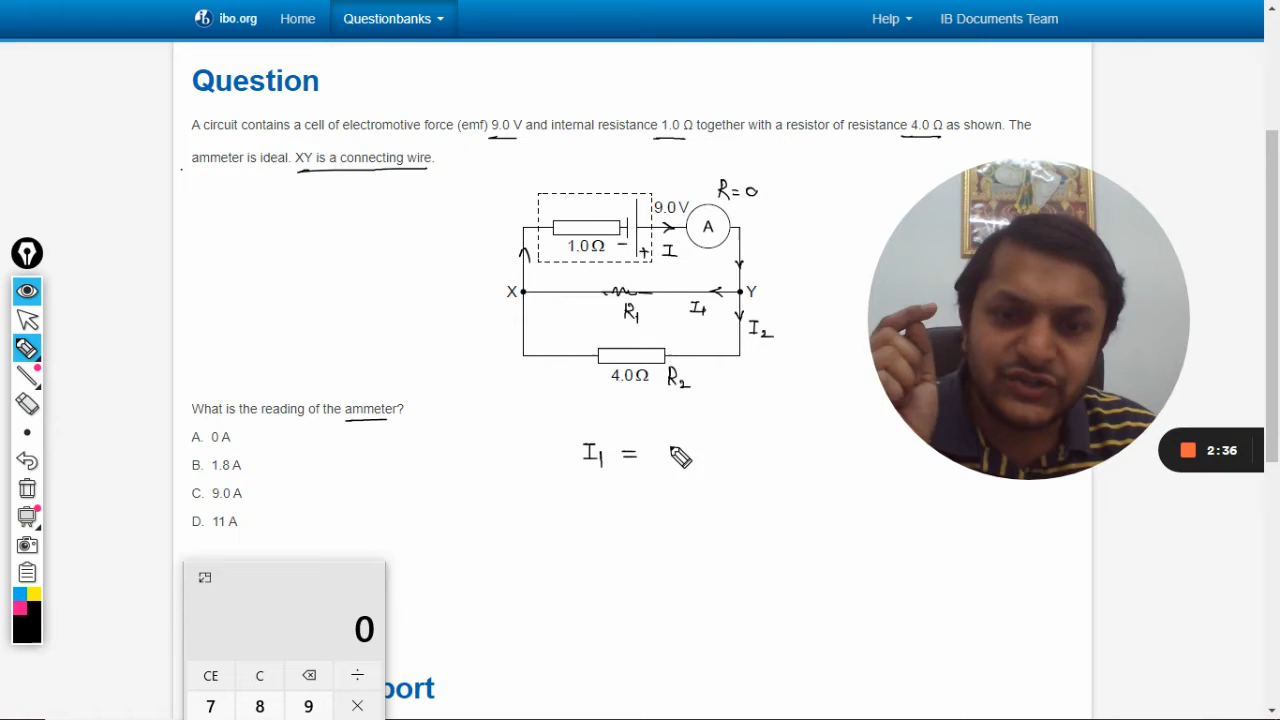 ibo.org Home Questionbanks Help IB Documents Team
Question
A circuit contains a cell of electromotive force (emf) 9.0 V and internal resistance 1.0 Ω together with a resistor of resistance 4.0 Ω as shown. The
ammeter is ideal. XY is a connecting wire.
R = 0
9.0 V
A
1.0 Ω
− + I
X
Y
R₁ I₁
I₂
4.0 Ω R₂
What is the reading of the ammeter?
A. 0 A
B. 1.8 A
C. 9.0 A
D. 11 A
I₁ =
2:36
0
CE C ⌫ ÷
7 8 9 ×
port